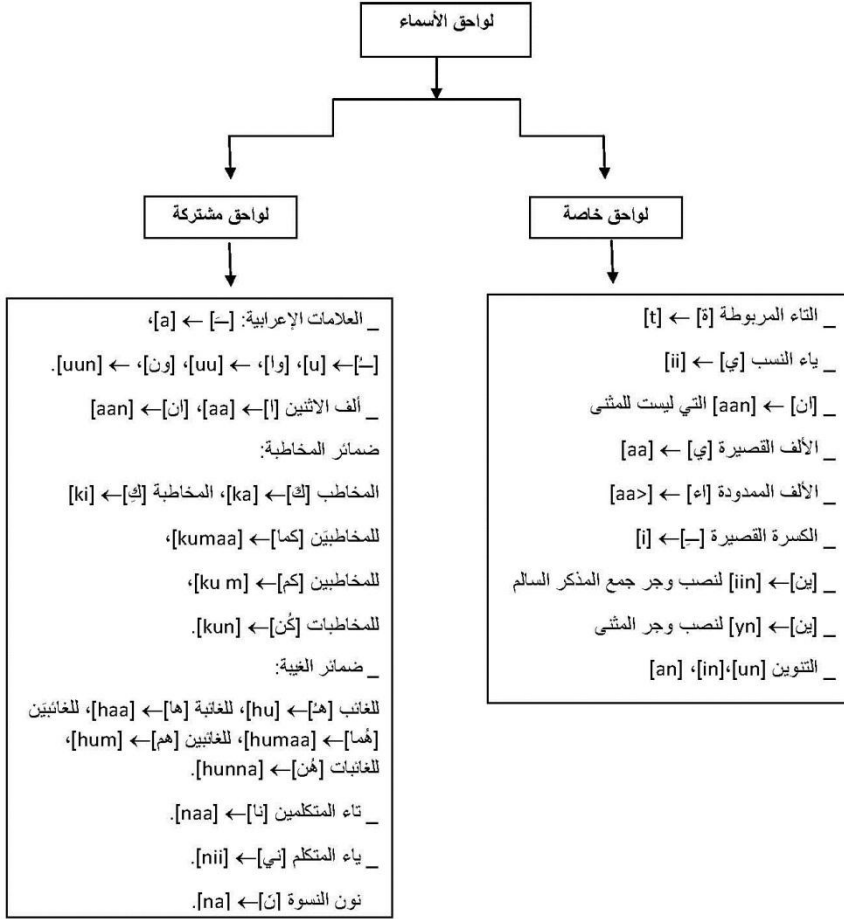 لواحق الأسماء
لواحق خاصة
_ التاء المربوطة [ة] ← [t]
_ ياء النسب [ي] ← [ii]
_ [ان] ← [aan] التي ليست للمثنى
_ الألف القصيرة [ي] ← [aa]
_ الألف الممدودة [اء] ← [aa>]
_ الكسرة القصيرة [ـِ]← [i]
_ [ين]← [iin] لنصب وجر جمع المذكر السالم
_ [ين]← [yn] لنصب وجر المثنى
_ التنوين [un]،[in]، [an]
لواحق مشتركة
_ العلامات الإعرابية: [ـَ] ← [a]،
[ـُ]← [u]، [وا]، ← [uu]، [ون]، ← [uun].
_ ألف الاثنين [ا]← [aa]، [ان]← [aan]
ضمائر المخاطبة:
المخاطب [كَ]← [ka]، المخاطبة [كِ]← [ki]
للمخاطبيَن [كما]← [kumaa]،
للمخاطبين [كم]← [ku m]،
للمخاطبات [كُن]← [kun].
_ ضمائر الغيبة:
للغائب [هُ]← [hu]، للغائبة [ها]← [haa]، للغائبيَن
[هُما]← [humaa]، للغائبين [هم]← [hum]،
للغائبات [هُن]← [hunna].
_ تاء المتكلمين [نا]← [naa].
_ ياء المتكلم [ني]← [nii].
نون النسوة [نَ]← [na].